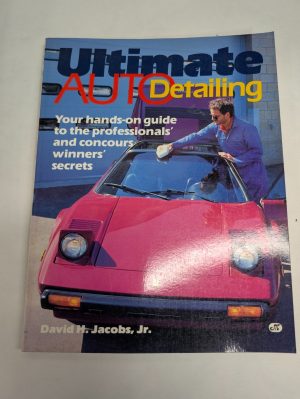 Ultimate
AUTO Detailing
Your hands-on guide
to the professionals'
and concours
winners'
secrets
David H. Jacobs, Jr.